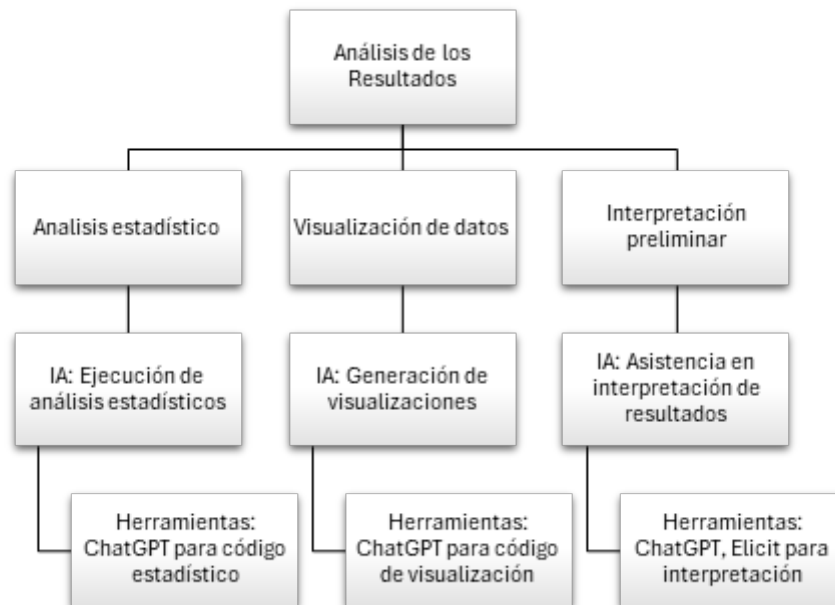 Análisis de los
Resultados
Analisis estadístico
Visualización de datos
Interpretación
preliminar
IA: Ejecución de
análisis estadísticos
IA: Generación de
visualizaciones
IA: Asistencia en
interpretación de
resultados
Herramientas:
ChatGPT para código
estadístico
Herramientas:
ChatGPT para código
de visualización
Herramientas:
ChatGPT, Elicit para
interpretación